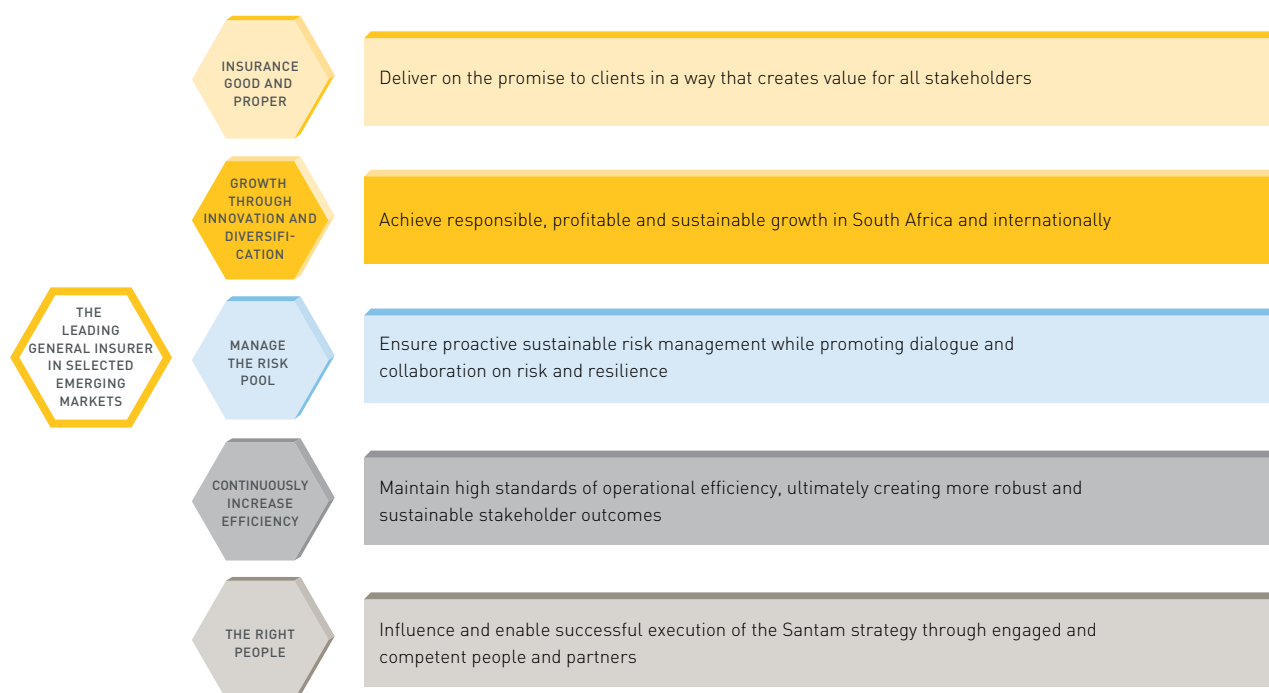 INSURANCE
GOOD AND
PROPER
Deliver on the promise to clients in a way that creates value for all stakeholders
GROWTH
THROUGH
INNOVATION AND
DIVERSIFI-
CATION
Achieve responsible, profitable and sustainable growth in South Africa and internationally
THE
LEADING
GENERAL INSURER
IN SELECTED
EMERGING
MARKETS
MANAGE
THE RISK
POOL
Ensure proactive sustainable risk management while promoting dialogue and
collaboration on risk and resilience
CONTINUOUSLY
INCREASE
EFFICIENCY
Maintain high standards of operational efficiency, ultimately creating more robust and
sustainable stakeholder outcomes
THE RIGHT
PEOPLE
Influence and enable successful execution of the Santam strategy through engaged and
competent people and partners